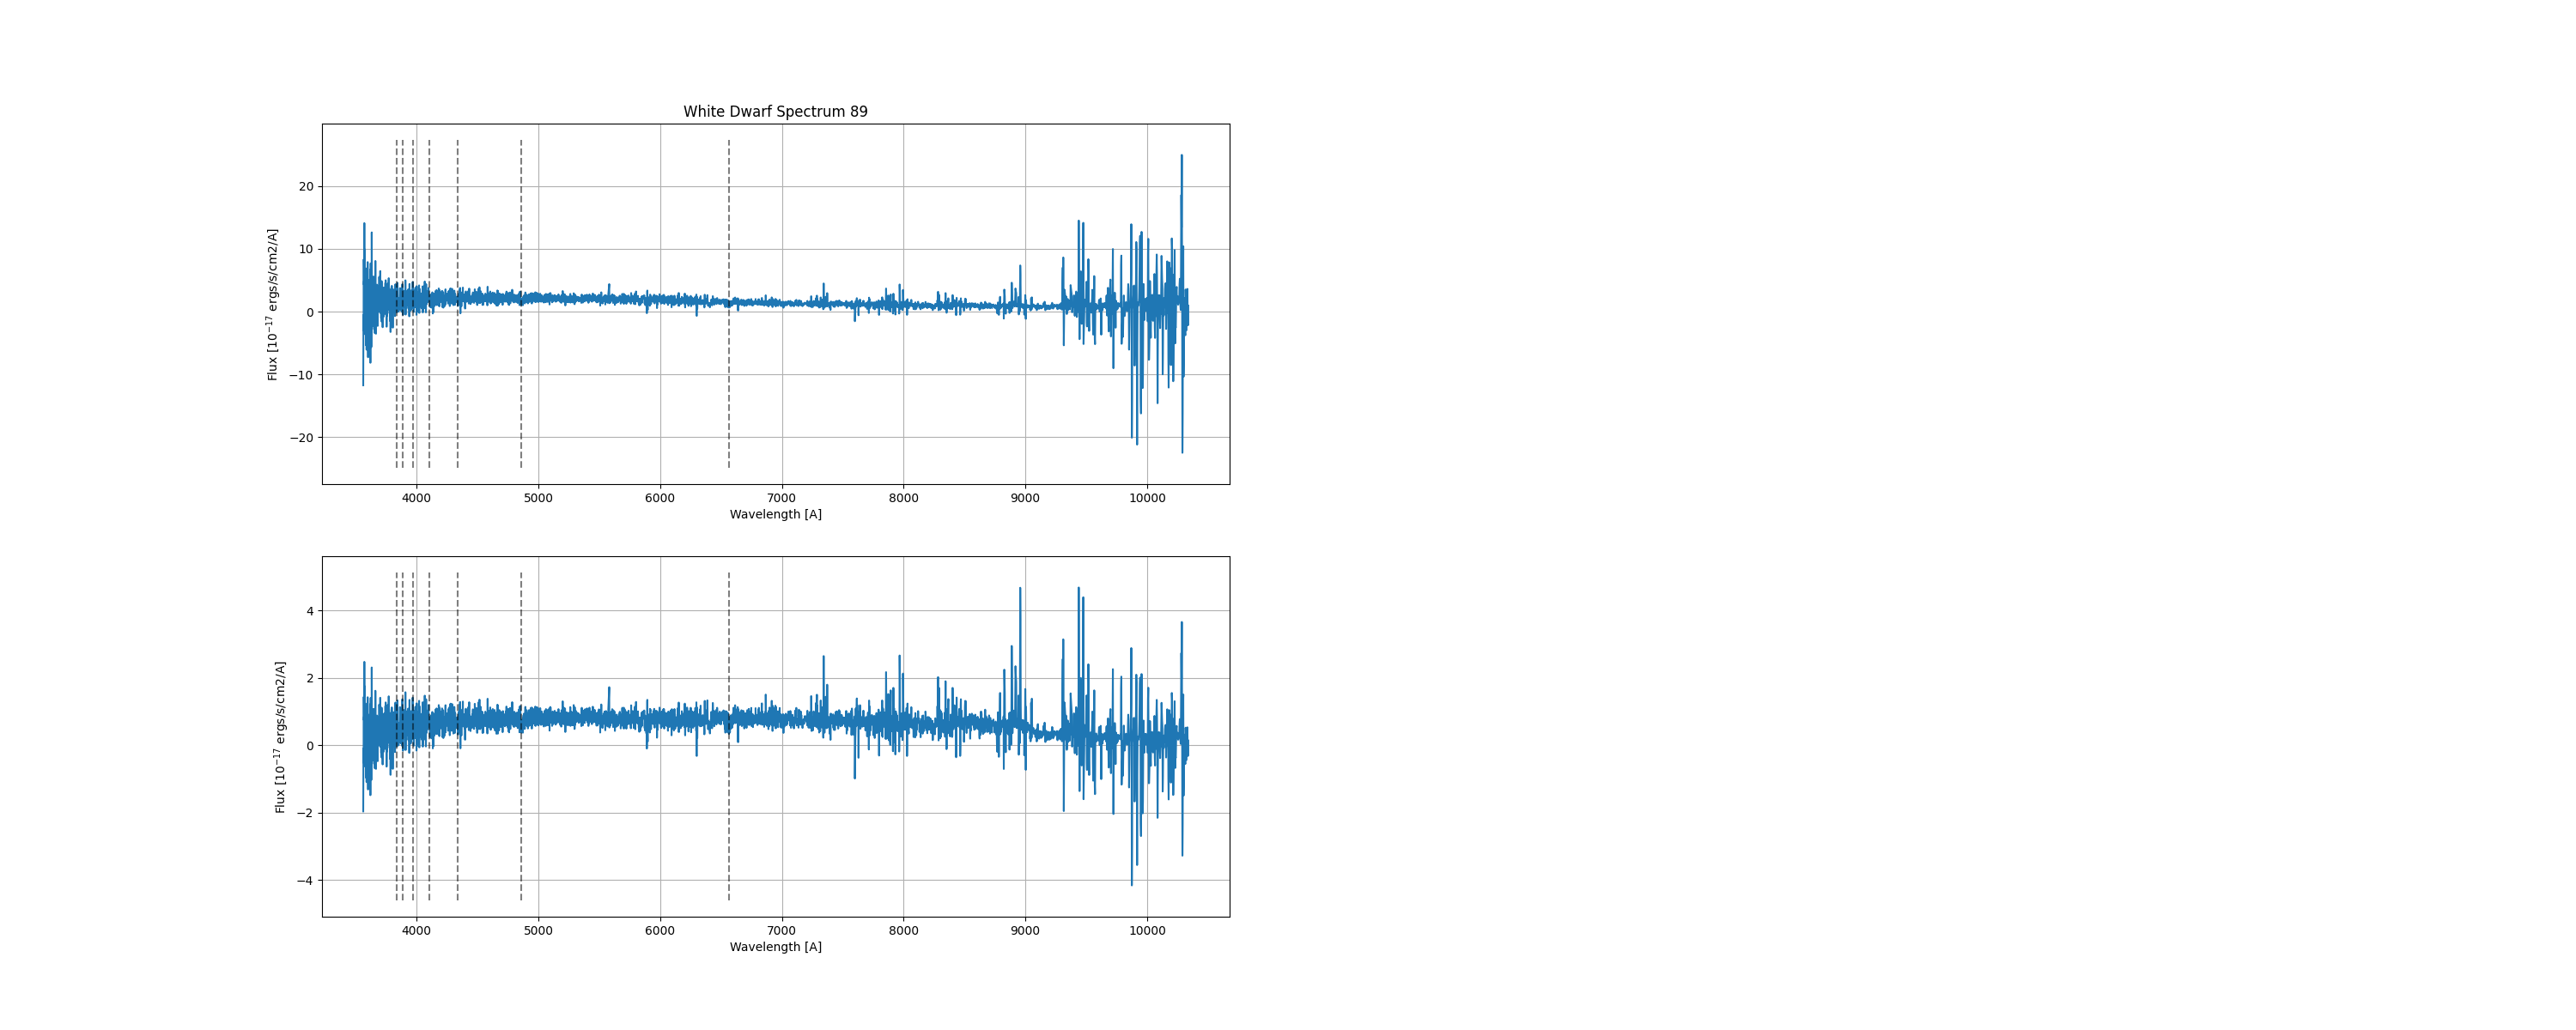 White Dwarf Spectrum 89
Flux [10⁻¹⁷ ergs/s/cm2/A]
20
10
0
−10
−20
4000 5000 6000 7000 8000 9000 10000
Wavelength [A]
Flux [10⁻¹⁷ ergs/s/cm2/A]
4
2
0
−2
−4
4000 5000 6000 7000 8000 9000 10000
Wavelength [A]